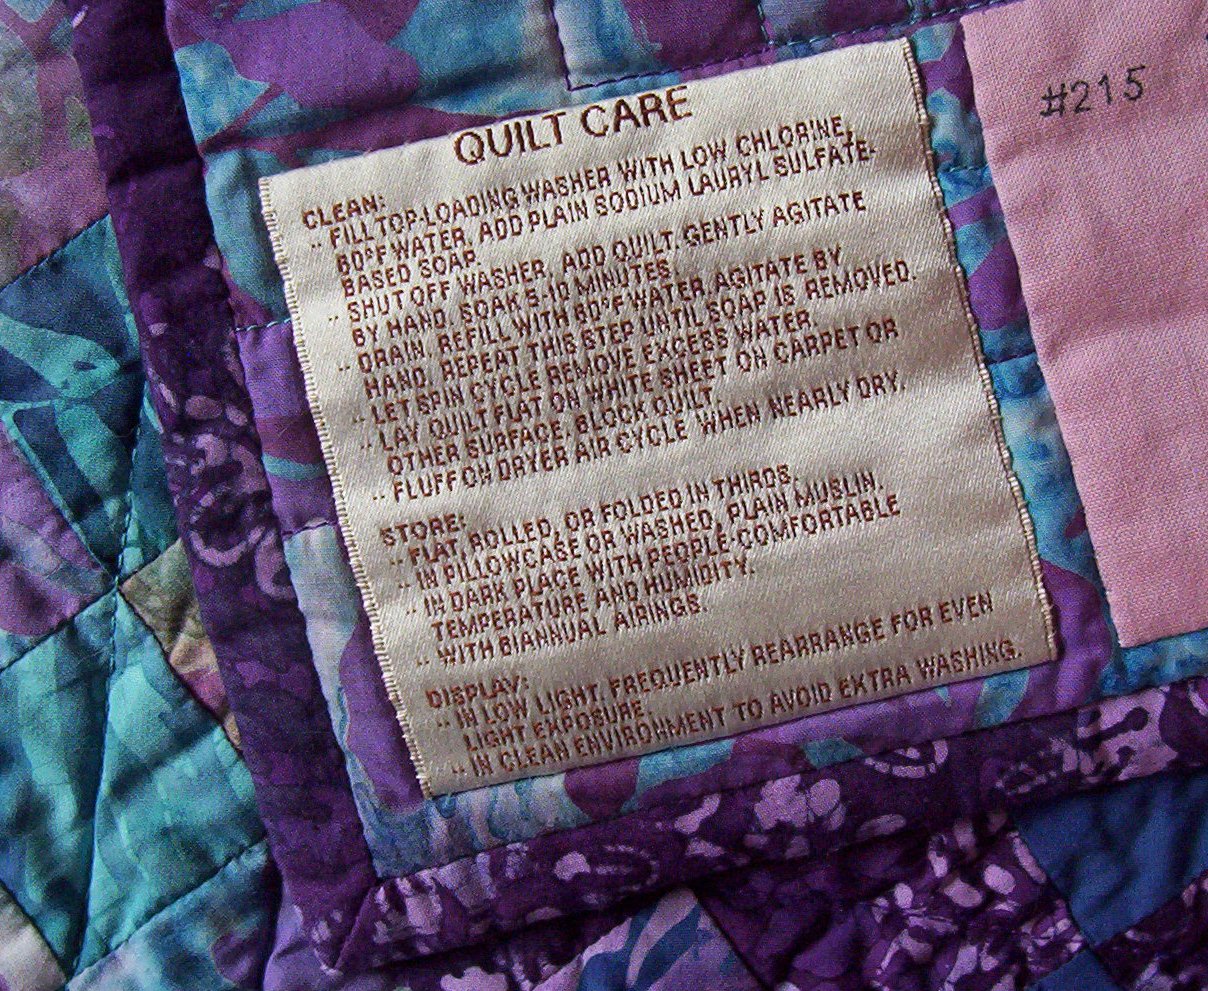 QUILT CARE
CLEAN:
·· FILL TOP-LOADING WASHER WITH LOW CHLORINE,
80°F WATER. ADD PLAIN SODIUM LAURYL SULFATE-
BASED SOAP.
·· SHUT OFF WASHER. ADD QUILT. GENTLY AGITATE
BY HAND. SOAK 5-10 MINUTES.
·· DRAIN. REFILL WITH 80°F WATER AGITATE BY
HAND. REPEAT THIS STEP UNTIL SOAP IS REMOVED.
·· LET SPIN CYCLE REMOVE EXCESS WATER.
·· LAY QUILT FLAT ON WHITE SHEET ON CARPET OR
OTHER SURFACE. BLOCK QUILT.
·· FLUFF ON DRYER AIR CYCLE WHEN NEARLY DRY.
STORE:
·· FLAT, ROLLED, OR FOLDED IN THIRDS.
·· IN PILLOWCASE OR WASHED, PLAIN MUSLIN.
·· IN DARK PLACE WITH PEOPLE-COMFORTABLE
TEMPERATURE AND HUMIDITY.
·· WITH BIANNUAL AIRINGS.
DISPLAY:
·· IN LOW LIGHT. FREQUENTLY REARRANGE FOR EVEN
LIGHT EXPOSURE.
·· IN CLEAN ENVIRONMENT TO AVOID EXTRA WASHING.
#215